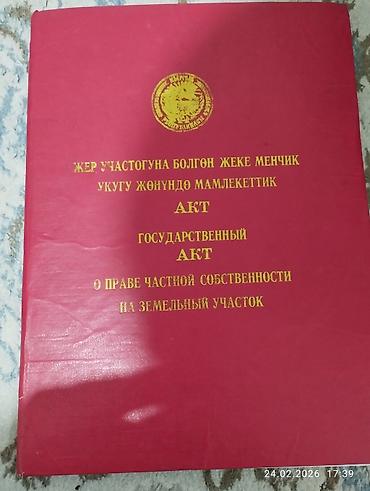 ЖЕР УЧАСТОГУНА БОЛГОН ЖЕКЕ МЕНЧИК
УКУГУ ЖӨНҮНДӨ МАМЛЕКЕТТИК
АКТ
ГОСУДАРСТВЕННЫЙ
АКТ
О ПРАВЕ ЧАСТНОЙ СОБСТВЕННОСТИ
НА ЗЕМЕЛЬНЫЙ УЧАСТОК
24.02.2026 17:39